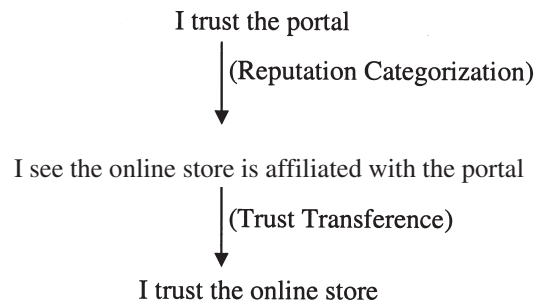 I trust the portal
(Reputation Categorization)
I see the online store is affiliated with the portal
(Trust Transference)
I trust the online store